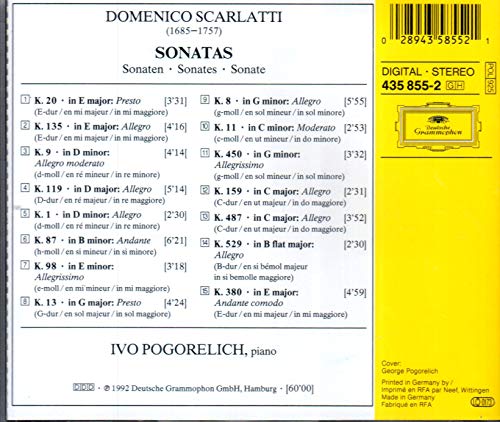 DOMENICO SCARLATTI
(1685–1757)
SONATAS
Sonaten · Sonates · Sonate
1 K. 20 · in E major: Presto [3'31]
(E-dur / en mi majeur / in mi maggiore)
2 K. 135 · in E major: Allegro [4'16]
(E-dur / en mi majeur / in mi maggiore)
3 K. 9 · in D minor: [4'14]
Allegro moderato
(d-moll / en ré mineur / in re minore)
4 K. 119 · in D major: Allegro [5'14]
(D-dur / en ré majeur / in re maggiore)
5 K. 1 · in D minor: Allegro [2'30]
(d-moll / en ré mineur / in re minore)
6 K. 87 · in B minor: Andante [6'21]
(h-moll / en si mineur / in si minore)
7 K. 98 · in E minor: [3'18]
Allegrissimo
(e-moll / en mi mineur / in mi maggiore)
8 K. 13 · in G major: Presto [4'24]
(G-dur / en sol majeur / in sol maggiore)
9 K. 8 · in G minor: Allegro [5'55]
(g-moll / en sol mineur / in sol minore)
10 K. 11 · in C minor: Moderato [2'53]
(c-moll / en ut mineur / in do minore)
11 K. 450 · in G minor: [3'32]
Allegrissimo
(g-moll / en sol mineur / in sol minore)
12 K. 159 · in C major: Allegro [2'31]
(C-dur / en ut majeur / in do maggiore)
13 K. 487 · in C major: Allegro [3'52]
(C-dur / en ut majeur / in do maggiore)
14 K. 529 · in B flat major: [2'30]
Allegro
(B-dur / en si bémol majeur
in si bemolle maggiore)
15 K. 380 · in E major: [4'59]
Andante comodo
(E-dur / en mi majeur / in mi maggiore)
IVO POGORELICH, piano
DDD · ℗ 1992 Deutsche Grammophon GmbH, Hamburg · [60'00]
0 28943 58552 1
DIGITAL · STEREO
435 855-2 GH
POL 925
Deutsche
Grammophon
Cover:
George Pogorelich
Printed in Germany by /
Imprimé en RFA par Neef, Wittingen
Made in Germany
Fabriqué en RFA